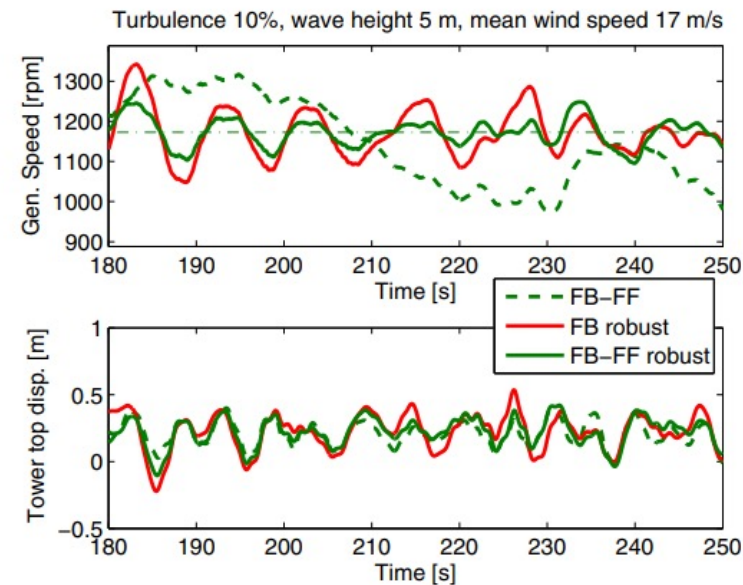 Turbulence 10%, wave height 5 m, mean wind speed 17 m/s
Gen. Speed [rpm]
1300
1200
1100
1000
900
180 190 200 210 220 230 240 250
Time [s]
FB−FF
FB robust
FB−FF robust
Tower top disp. [m]
1
0.5
0
−0.5
180 190 200 210 220 230 240 250
Time [s]